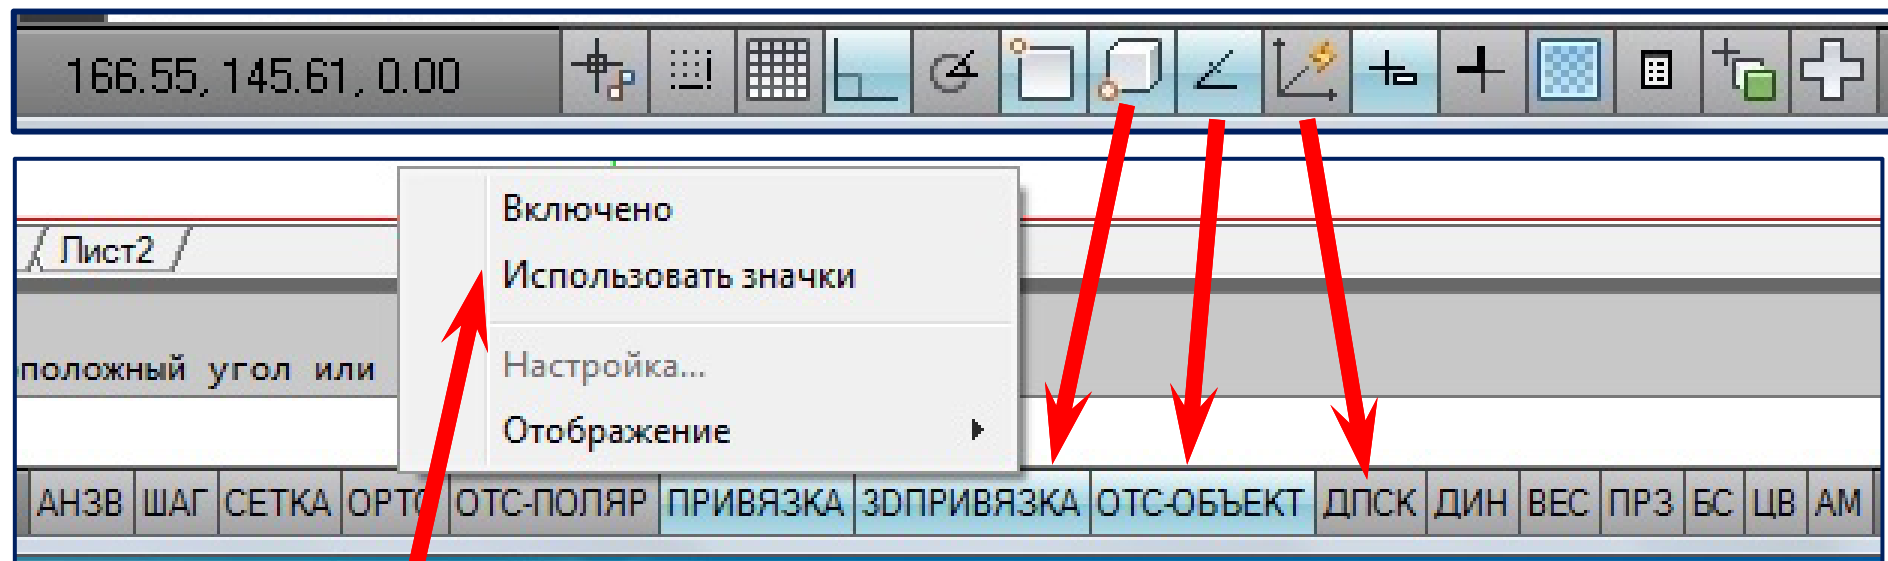 166.55, 145.61, 0.00
Включено
Лист2
Использовать значки
Настройка...
положный угол или
Отображение
АНЗВ ШАГ СЕТКА ОРТО ОТС-ПОЛЯР ПРИВЯЗКА 3DПРИВЯЗКА ОТС-ОБЪЕКТ ДПСК ДИН ВЕС ПРЗ БС ЦВ АМ